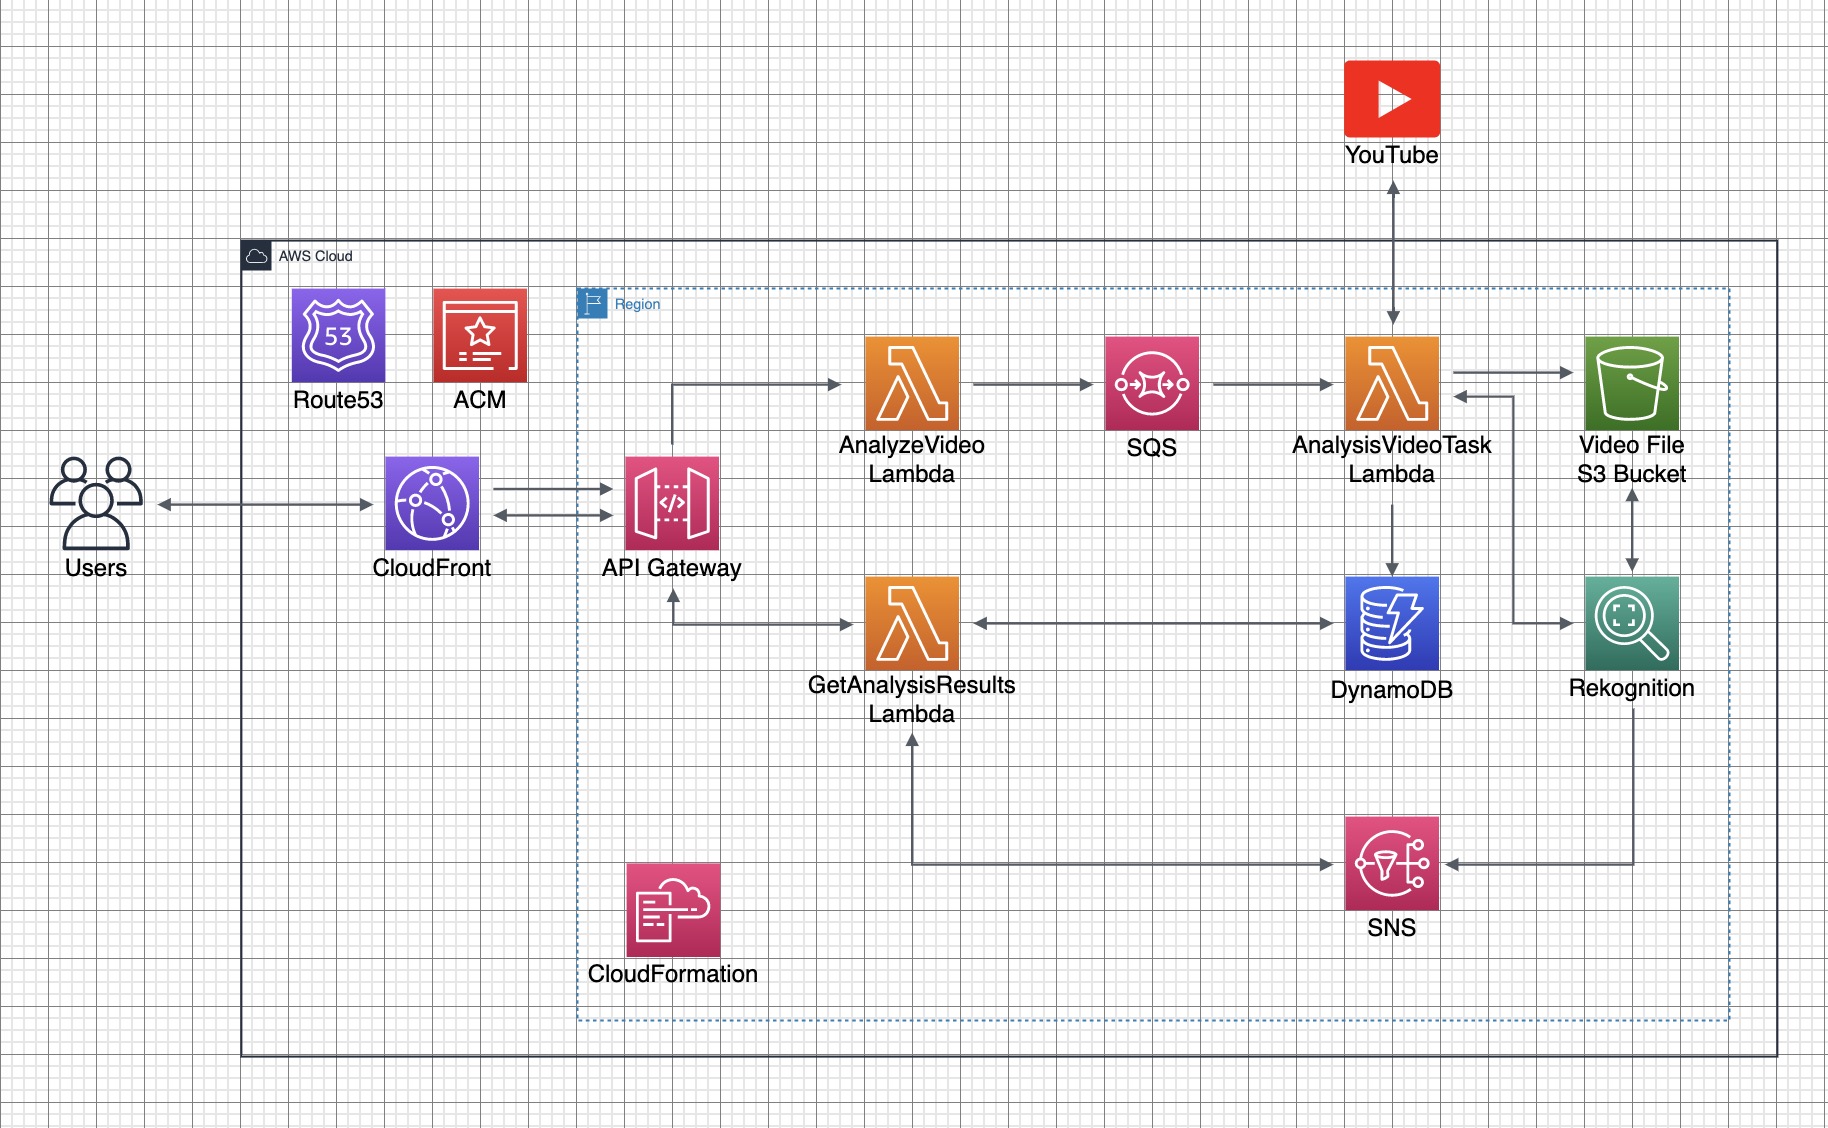 YouTube
AWS Cloud
Region
53
Route53
ACM
AnalyzeVideo
Lambda
SQS
AnalysisVideoTask
Lambda
Video File
S3 Bucket
Users
CloudFront
</>
API Gateway
GetAnalysisResults
Lambda
DynamoDB
Rekognition
SNS
CloudFormation